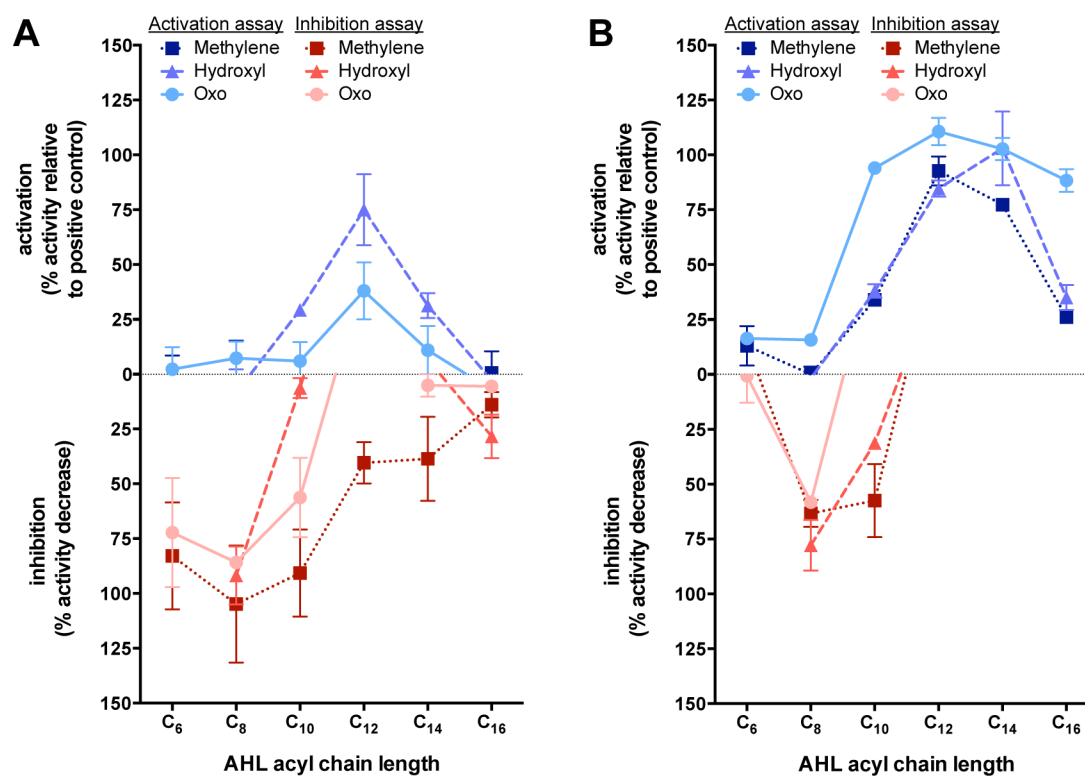 A
Activation assay Inhibition assay
Methylene Methylene
Hydroxyl Hydroxyl
Oxo Oxo
150
125
100
75
50
25
0
25
50
75
100
125
150
activation
(% activity relative
to positive control)
inhibition
(% activity decrease)
C6 C8 C10 C12 C14 C16
AHL acyl chain length
B
Activation assay Inhibition assay
Methylene Methylene
Hydroxyl Hydroxyl
Oxo Oxo
150
125
100
75
50
25
0
25
50
75
100
125
150
activation
(% activity relative
to positive control)
inhibition
(% activity decrease)
C6 C8 C10 C12 C14 C16
AHL acyl chain length